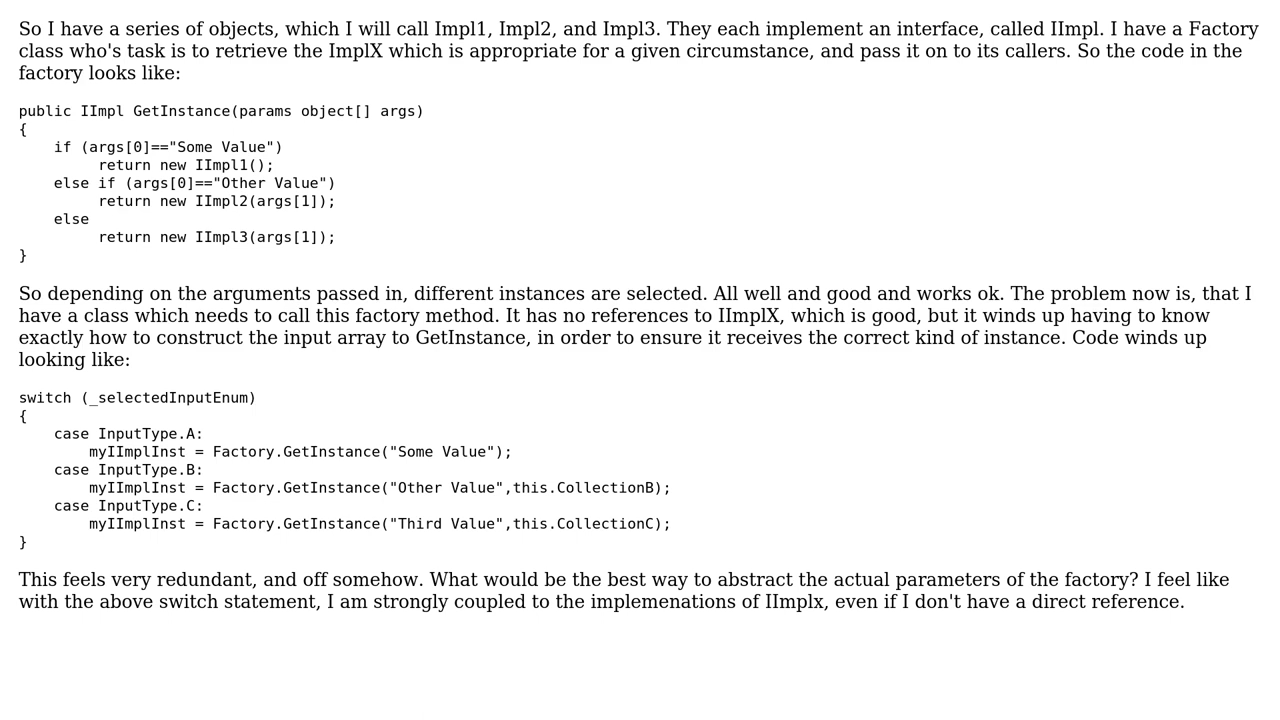 So I have a series of objects, which I will call Impl1, Impl2, and Impl3. They each implement an interface, called IImpl. I have a Factory
class who's task is to retrieve the ImplX which is appropriate for a given circumstance, and pass it on to its callers. So the code in the
factory looks like:
public IImpl GetInstance(params object[] args)
{
    if (args[0]=="Some Value")
         return new IImpl1();
    else if (args[0]=="Other Value")
         return new IImpl2(args[1]);
    else
         return new IImpl3(args[1]);
}
So depending on the arguments passed in, different instances are selected. All well and good and works ok. The problem now is, that I
have a class which needs to call this factory method. It has no references to IImplX, which is good, but it winds up having to know
exactly how to construct the input array to GetInstance, in order to ensure it receives the correct kind of instance. Code winds up
looking like:
switch (_selectedInputEnum)
{
    case InputType.A:
        myIImplInst = Factory.GetInstance("Some Value");
    case InputType.B:
        myIImplInst = Factory.GetInstance("Other Value",this.CollectionB);
    case InputType.C:
        myIImplInst = Factory.GetInstance("Third Value",this.CollectionC);
}
This feels very redundant, and off somehow. What would be the best way to abstract the actual parameters of the factory? I feel like
with the above switch statement, I am strongly coupled to the implemenations of IImplx, even if I don't have a direct reference.